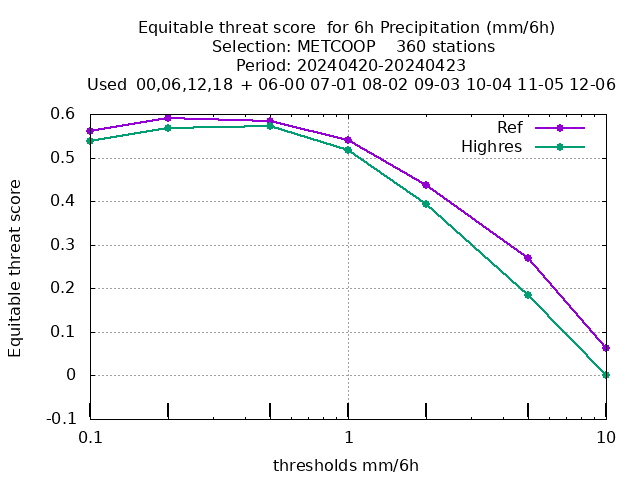 Equitable threat score  for 6h Precipitation (mm/6h)
Selection: METCOOP    360 stations
Period: 20240420-20240423
Used  00,06,12,18  + 06-00 07-01 08-02 09-03 10-04 11-05 12-06
Ref
Highres
0.6
0.5
0.4
0.3
0.2
0.1
0
-0.1
Equitable threat score
0.1
1
10
thresholds mm/6h